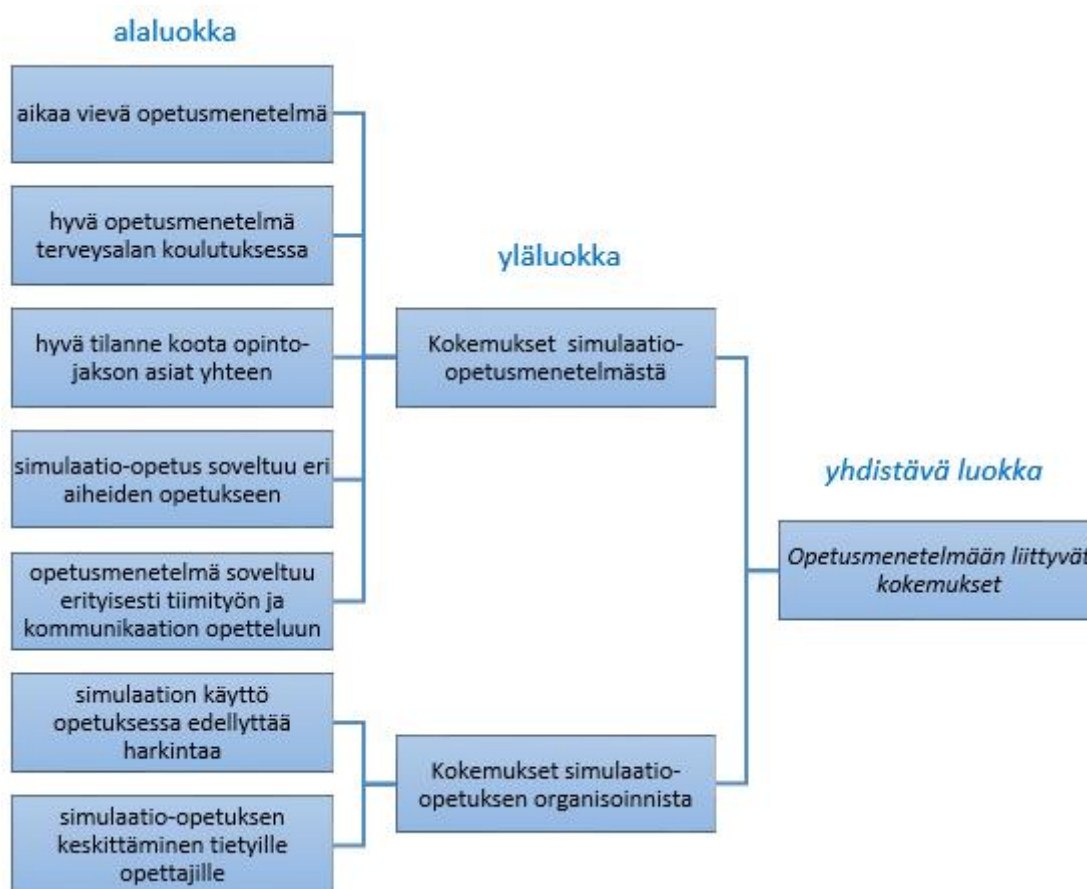 alaluokka
aikaa vievä opetusmenetelmä
hyvä opetusmenetelmä
terveysalan koulutuksessa
hyvä tilanne koota opinto-
jakson asiat yhteen
simulaatio-opetus soveltuu eri
aiheiden opetukseen
opetusmenetelmä soveltuu
erityisesti tiimityön ja
kommunikaation opetteluun
simulaation käyttö
opetuksessa edellyttää
harkintaa
simulaatio-opetuksen
keskittäminen tietyille
opettajille
yläluokka
Kokemukset simulaatio-
opetusmenetelmästä
Kokemukset simulaatio-
opetuksen organisoinnista
yhdistävä luokka
Opetusmenetelmään liittyvät
kokemukset